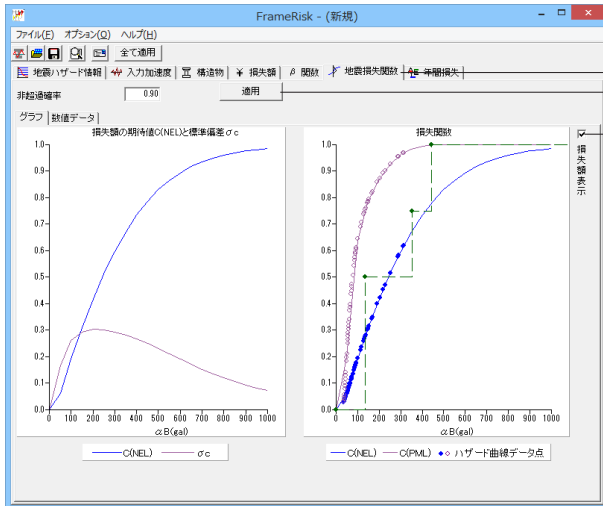 FrameRisk - (新規)
ファイル(F) オプション(O) ヘルプ(H)
全て適用
地震ハザード情報 入力加速度 構造物 ¥ 損失額 β 関数 地震損失関数 年間損失
非超過確率 0.90 適用
グラフ 数値データ
損失額の期待値C(NEL)と標準偏差σc
1.0
0.9
0.8
0.7
0.6
0.5
0.4
0.3
0.2
0.1
0.0
0 100 200 300 400 500 600 700 800 900 1000
αB(gal)
C(NEL) σc
損失関数
1.0
0.9
0.8
0.7
0.6
0.5
0.4
0.3
0.2
0.1
0.0
0 100 200 300 400 500 600 700 800 900 1000
αB(gal)
C(NEL) C(PML) ハザード曲線データ点
損失額表示